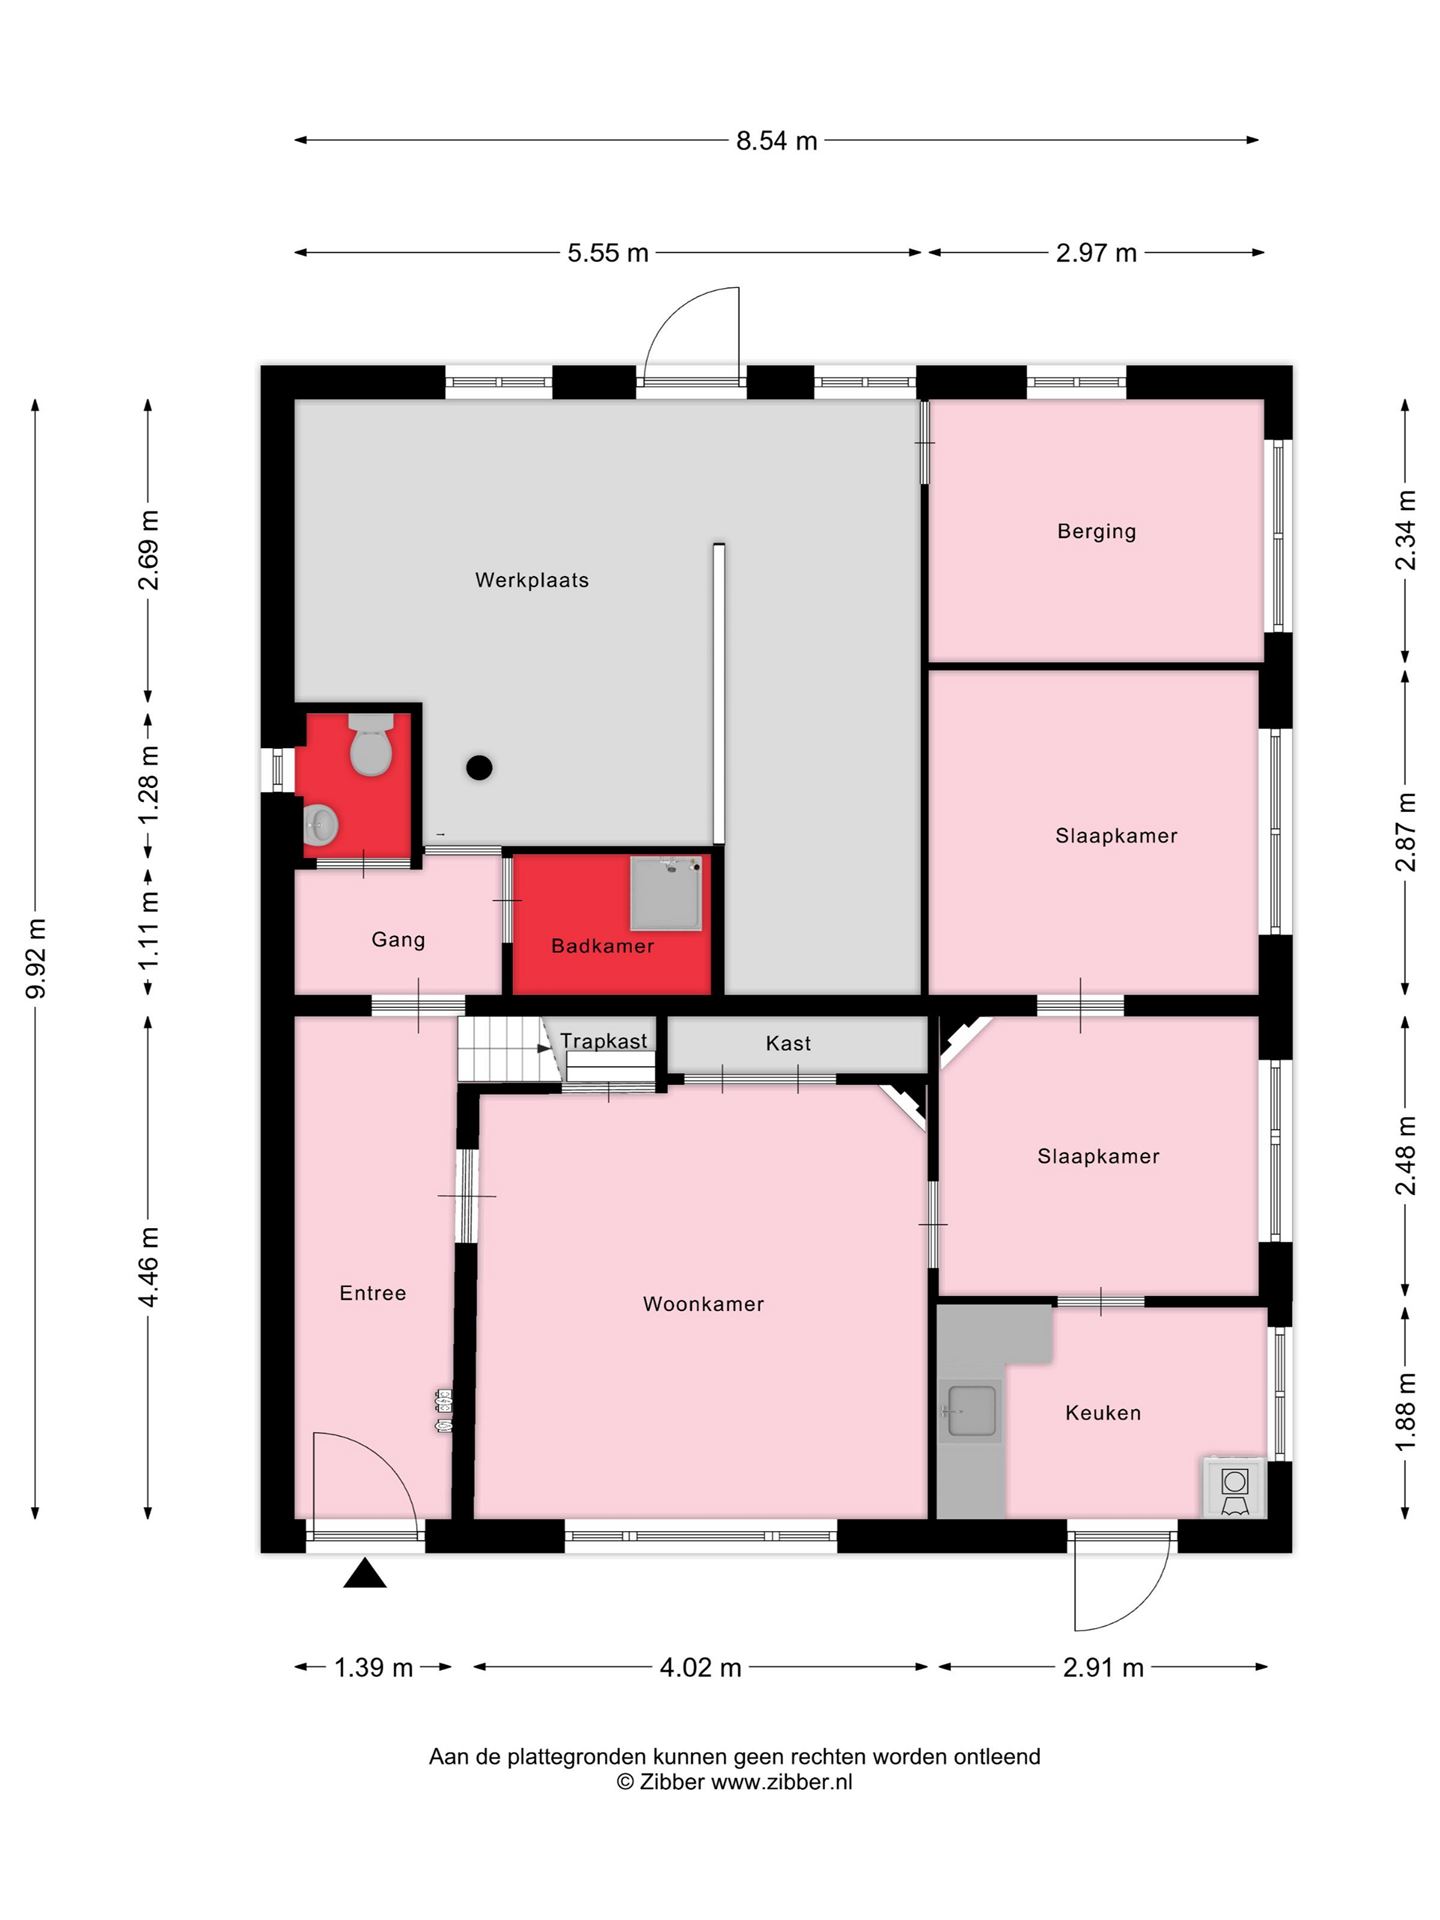 8.54 m
5.55 m
2.97 m
2.69 m
2.34 m
Berging
Werkplaats
1.28 m
2.87 m
Slaapkamer
1.11 m
9.92 m
Gang
Badkamer
Trapkast
Kast
2.48 m
Slaapkamer
4.46 m
Entree
Woonkamer
1.88 m
Keuken
1.39 m
4.02 m
2.91 m
Aan de plattegronden kunnen geen rechten worden ontleend
© Zibber www.zibber.nl